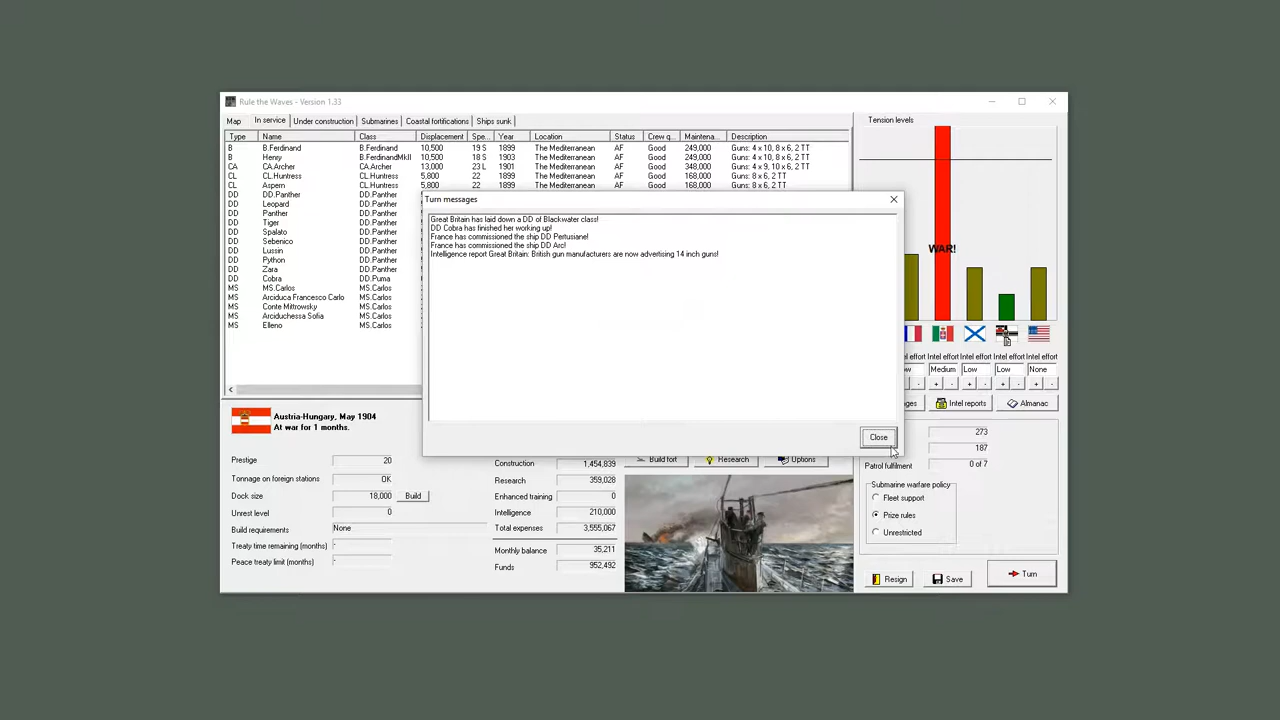 Rule the Waves - Version 1.33
Map In service Under construction Submarines Coastal fortifications Ships sunk
Type Name Class Displacement Spe... Year Location Status Crew q... Maintena... Description
B B.Ferdinand B.Ferdinand 10,500 19 S 1899 The Mediterranean AF Good 249,000 Guns: 4 x 10, 8 x 6, 2 TT
B Henry B.FerdinandMkII 10,500 18 S 1903 The Mediterranean AF Good 249,000 Guns: 4 x 10, 8 x 6, 2 TT
CA CA.Archer CA.Archer 13,000 23 L 1901 The Mediterranean AF Good 348,000 Guns: 4 x 9, 10 x 6, 2 TT
CL CL.Huntress CL.Huntress 5,800 22 1899 The Mediterranean AF Good 168,000 Guns: 8 x 6, 2 TT
CL Aspern CL.Huntress 5,800 22 1899 The Mediterranean AF Good 168,000 Guns: 8 x 6, 2 TT
DD DD.Panther DD.Panther
DD Leopard DD.Panther
DD Panther DD.Panther
DD Tiger DD.Panther
DD Spalato DD.Panther
DD Sebenico DD.Panther
DD Lussin DD.Panther
DD Python DD.Panther
DD Zara DD.Panther
DD Cobra DD.Puma
MS MS.Carlos MS.Carlos
MS Arciduca Francesco Carlo MS.Carlos
MS Conte Mittrowsky MS.Carlos
MS Arciduchessa Sofia MS.Carlos
MS Elleno MS.Carlos
Turn messages
Great Britain has laid down a DD of Blackwater class!
DD Cobra has finished her working up!
France has commissioned the ship DD Pertusiane!
France has commissioned the ship DD Arc!
Intelligence report Great Britain: British gun manufacturers are now advertising 14 inch guns!
Close
Tension levels
WAR!
ntel effort Intel effort Intel effort Intel effort Intel effort
ow Medium Low Low None
- + - + - + - + -
ages Intel reports Almanac
Austria-Hungary, May 1904
At war for 1 months.
Prestige 20
Tonnage on foreign stations OK
Dock size 18,000 Build
Unrest level 0
Build requirements None
Treaty time remaining (months) -
Peace treaty limit (months) -
Construction 1,454,839
Research 359,028
Enhanced training 0
Intelligence 210,000
Total expenses 3,555,067
Monthly balance 35,211
Funds 952,492
Build fort Research Options
273
187
Patrol fulfilment 0 of 7
Submarine warfare policy
Fleet support
Prize rules
Unrestricted
Resign Save Turn